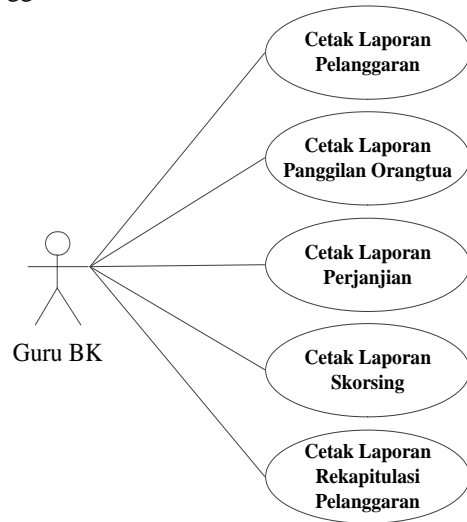 Cetak Laporan
Pelanggaran
Cetak Laporan
Panggilan Orangtua
Cetak Laporan
Perjanjian
Guru BK
Cetak Laporan
Skorsing
Cetak Laporan
Rekapitulasi
Pelanggaran